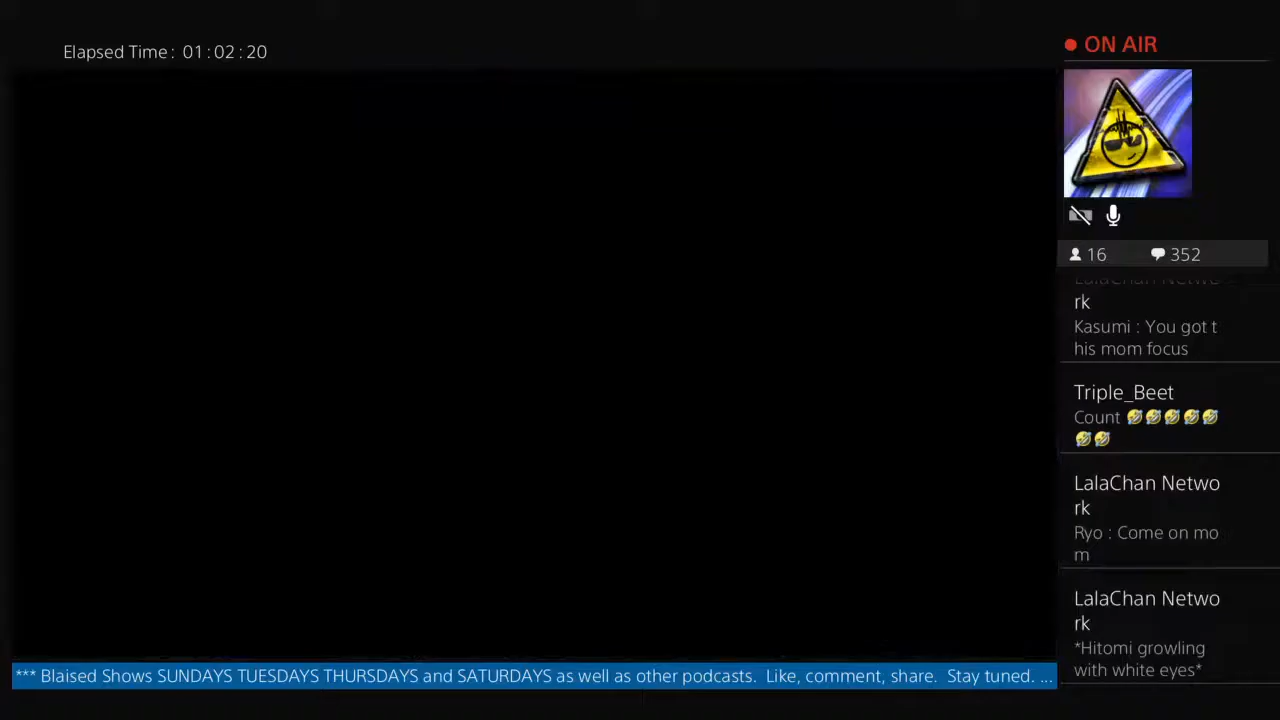 Elapsed Time: 01:02:20
ON AIR
16 352
LalaChan Netwo
rk
Kasumi : You got t
his mom focus
Triple_Beet
Count 🤣🤣🤣🤣🤣
🤣🤣
LalaChan Netwo
rk
Ryo : Come on mo
m
LalaChan Netwo
rk
*Hitomi growling
with white eyes*
*** Blaised Shows SUNDAYS TUESDAYS THURSDAYS and SATURDAYS as well as other podcasts.  Like, comment, share.  Stay tuned. ...